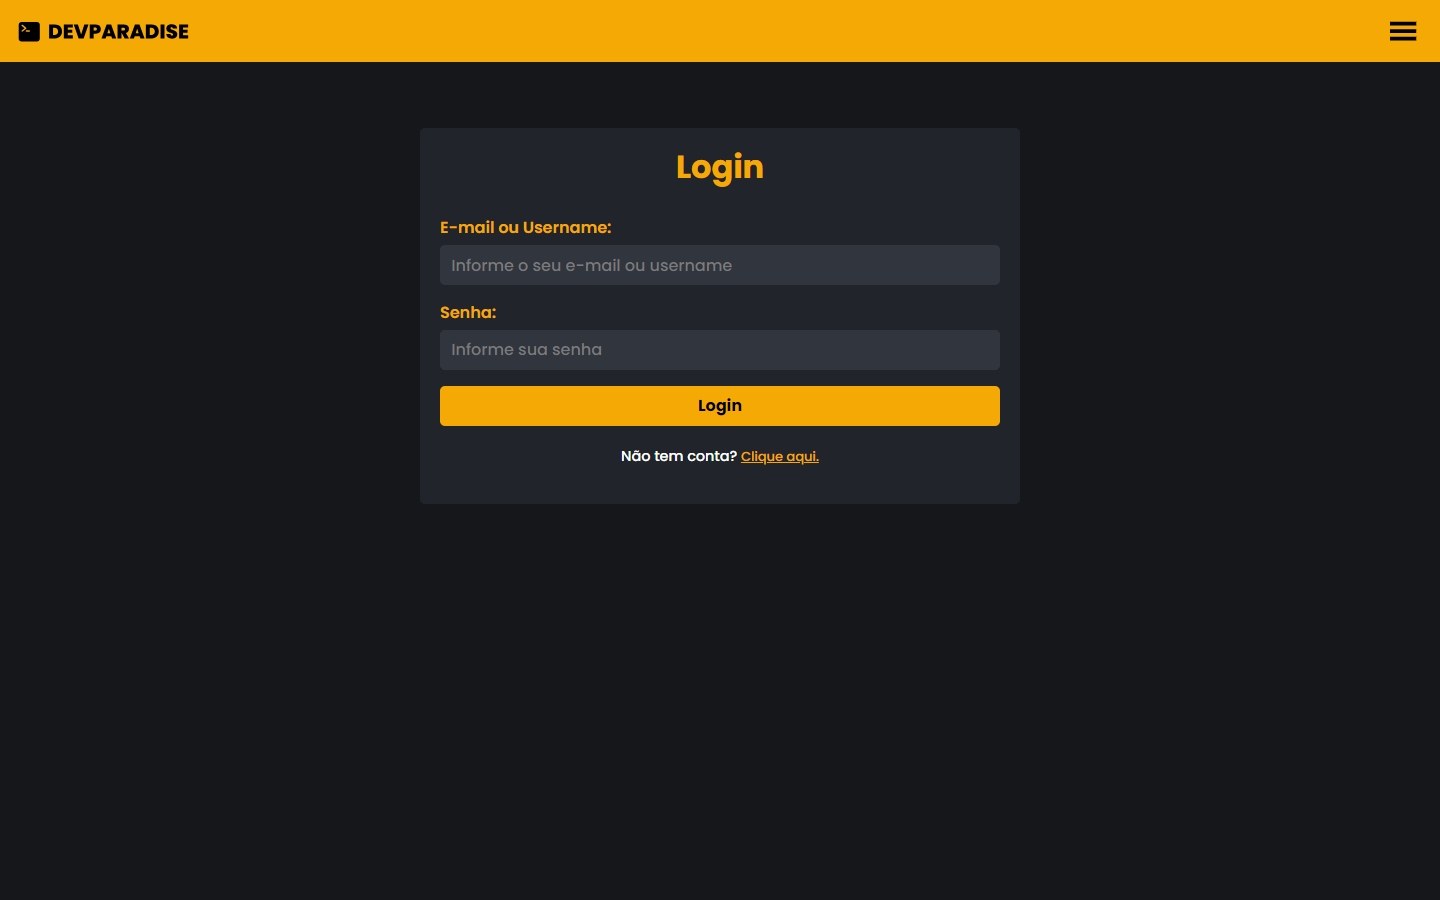 DEVPARADISE
Login
E-mail ou Username:
Informe o seu e-mail ou username
Senha:
Informe sua senha
Login
Não tem conta? Clique aqui.